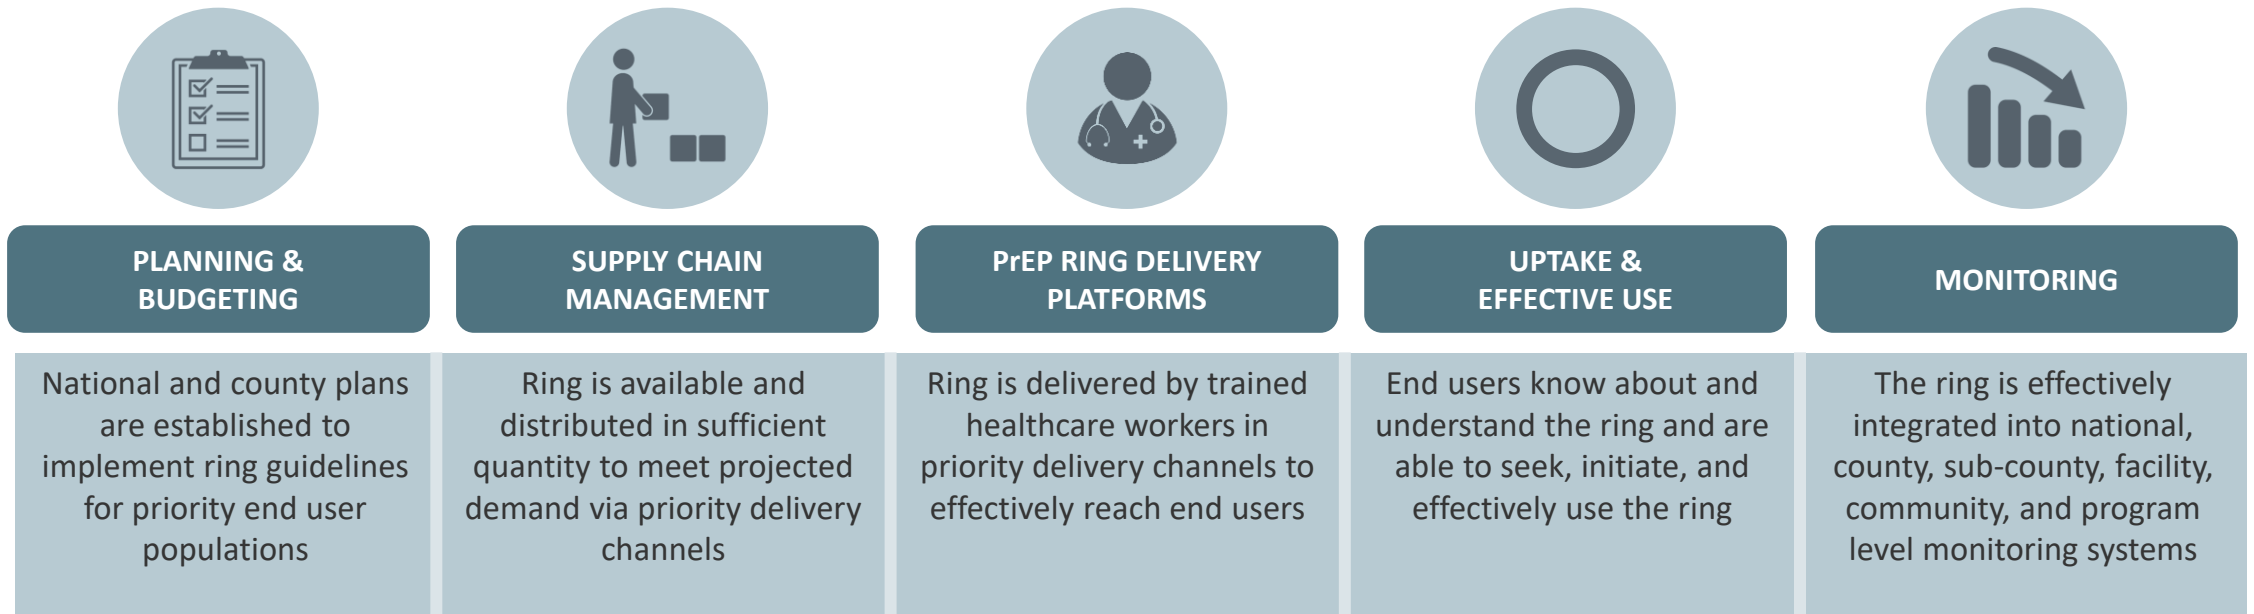 PLANNING &
BUDGETING
National and county plans
are established to
implement ring guidelines
for priority end user
populations
SUPPLY CHAIN
MANAGEMENT
Ring is available and
distributed in sufficient
quantity to meet projected
demand via priority delivery
channels
PrEP RING DELIVERY
PLATFORMS
Ring is delivered by trained
healthcare workers in
priority delivery channels to
effectively reach end users
UPTAKE &
EFFECTIVE USE
End users know about and
understand the ring and are
able to seek, initiate, and
effectively use the ring
MONITORING
The ring is effectively
integrated into national,
county, sub-county, facility,
community, and program
level monitoring systems